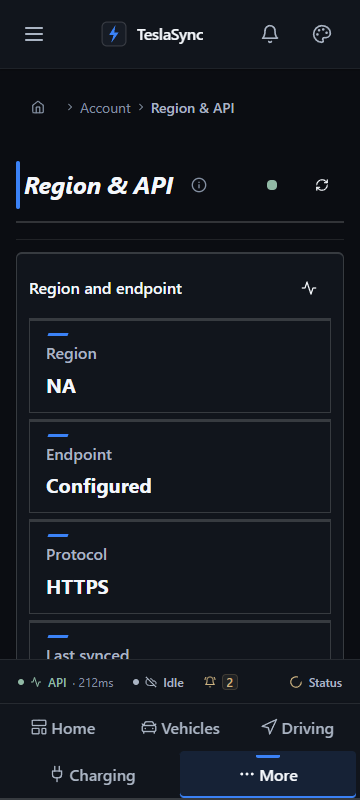 TeslaSync
Account
Region & API
Region & API
Region and endpoint
Region
NA
Endpoint
Configured
Protocol
HTTPS
Last synced
API · 212ms
Idle
2
Status
Home
Vehicles
Driving
Charging
More